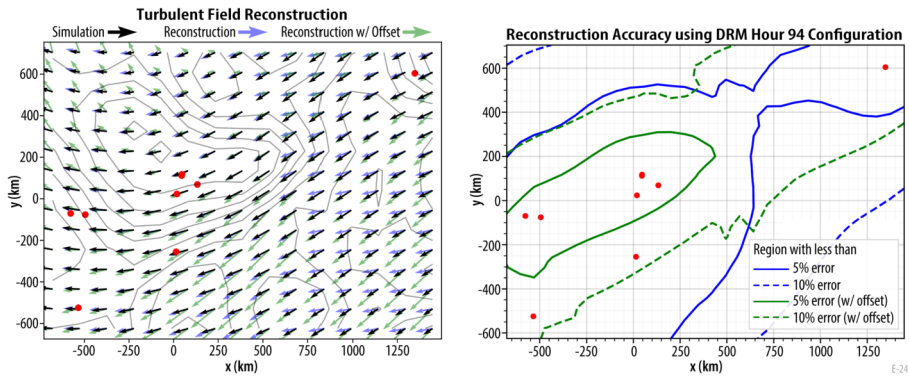 Turbulent Field Reconstruction
Simulation Reconstruction Reconstruction w/ Offset
600
400
200
0
-200
-400
-600
y (km)
-500 -250 0 250 500 750 1000 1250
x (km)
Reconstruction Accuracy using DRM Hour 94 Configuration
600
400
200
0
-200
-400
-600
y (km)
Region with less than
5% error
10% error
5% error (w/ offset)
10% error (w/ offset)
-500 -250 0 250 500 750 1000 1250
x (km)
E-24